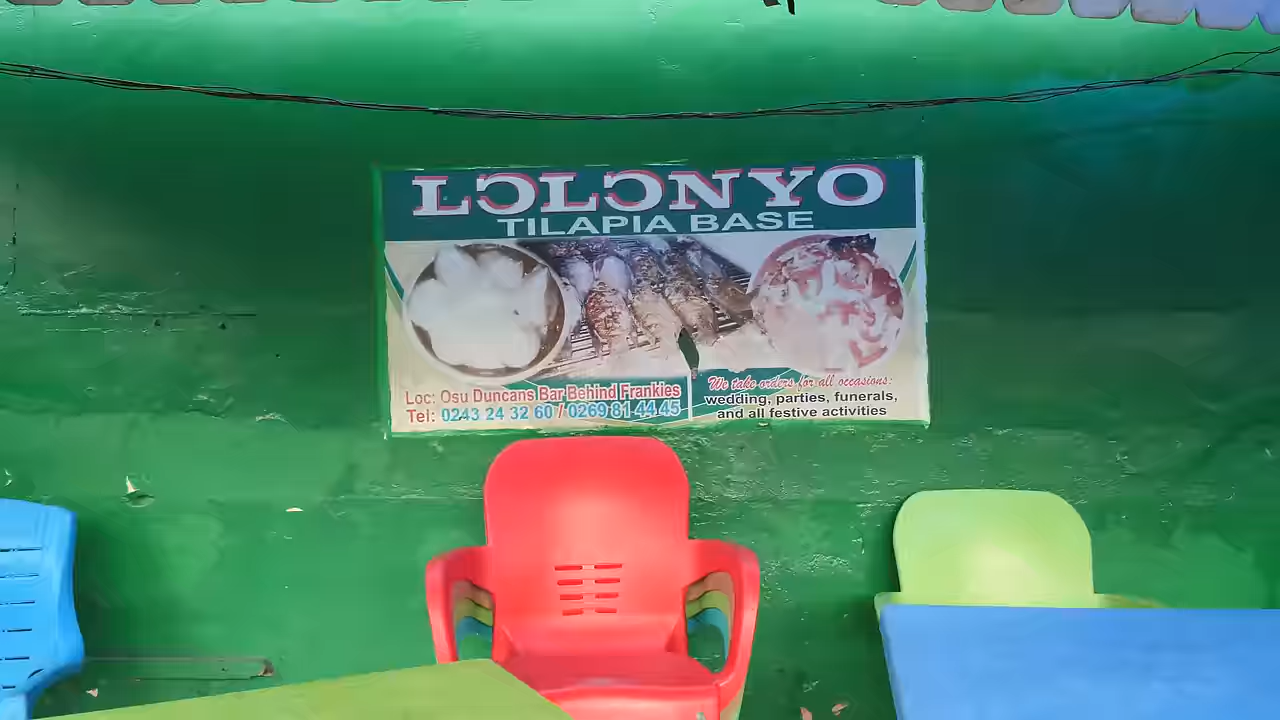 LƆLƆNYO
TILAPIA BASE
Loc: Osu Duncans Bar Behind Frankies
Tel: 0243 24 32 60 / 0269 81 44 45
We take orders for all occasions:
wedding, parties, funerals,
and all festive activities